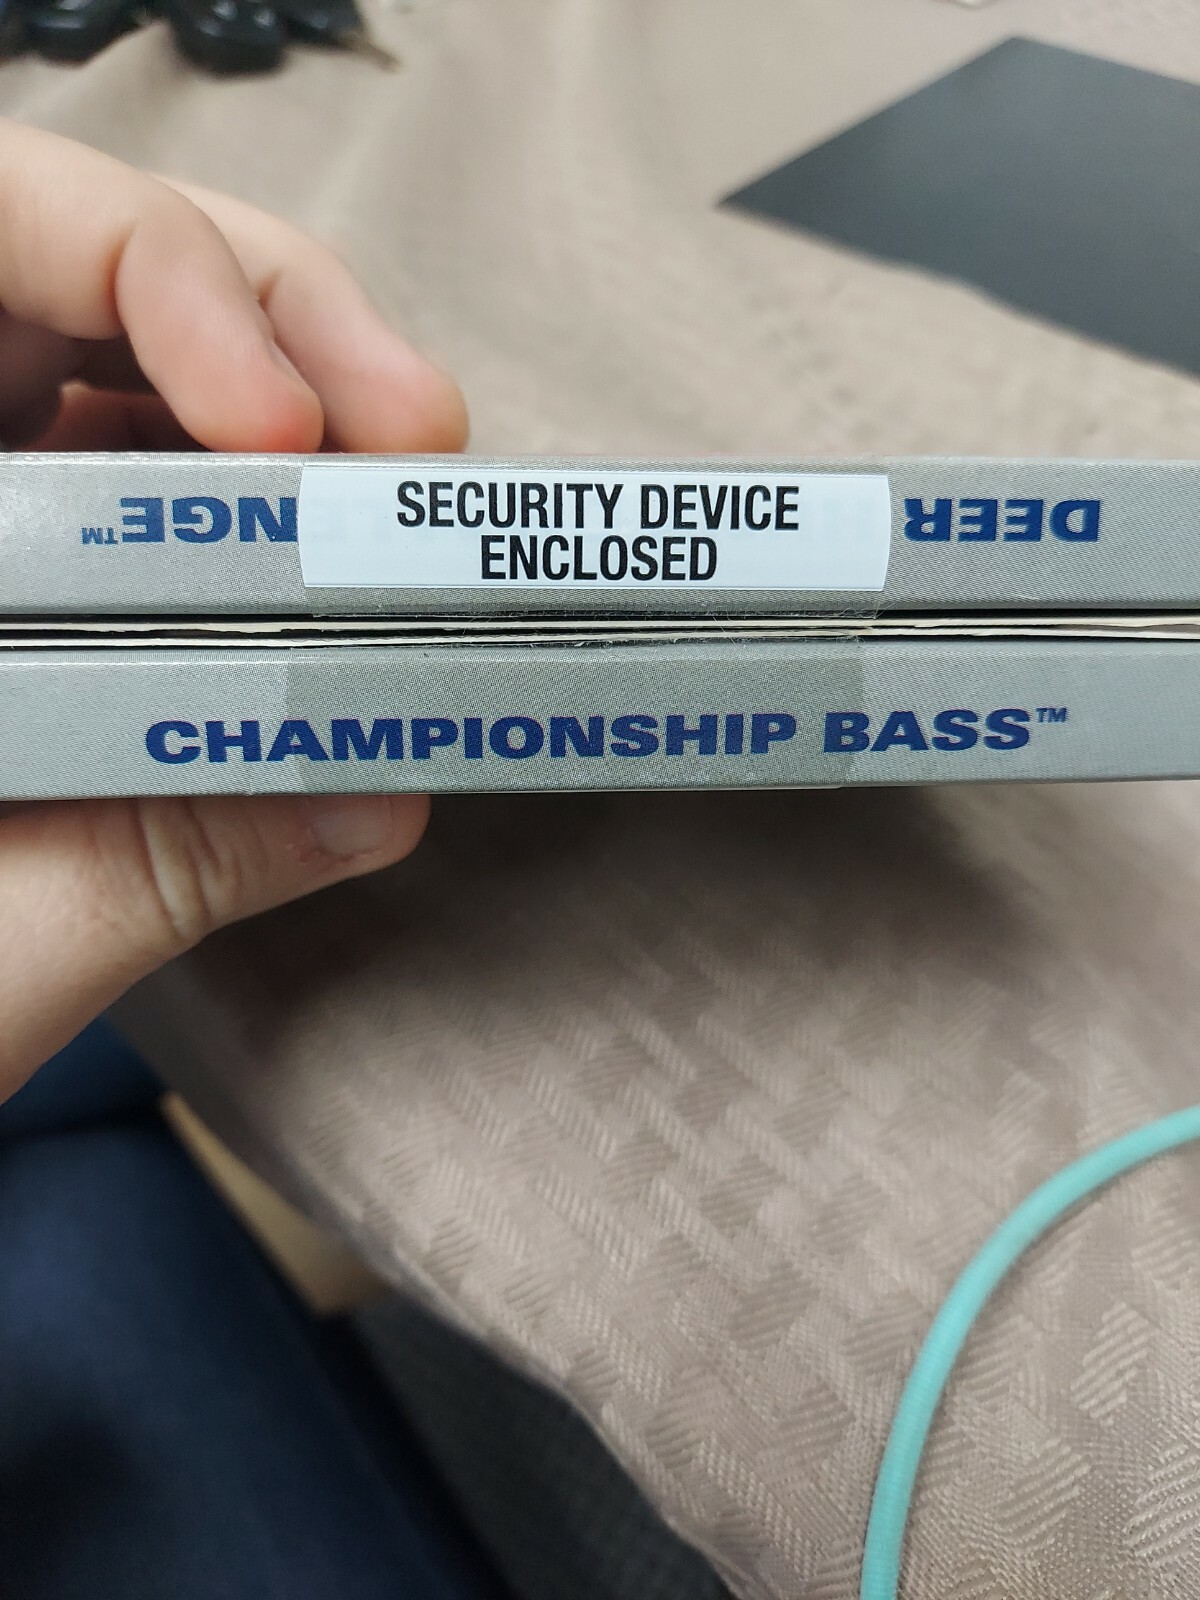 DEER NGE™
SECURITY DEVICE
ENCLOSED
CHAMPIONSHIP BASS™